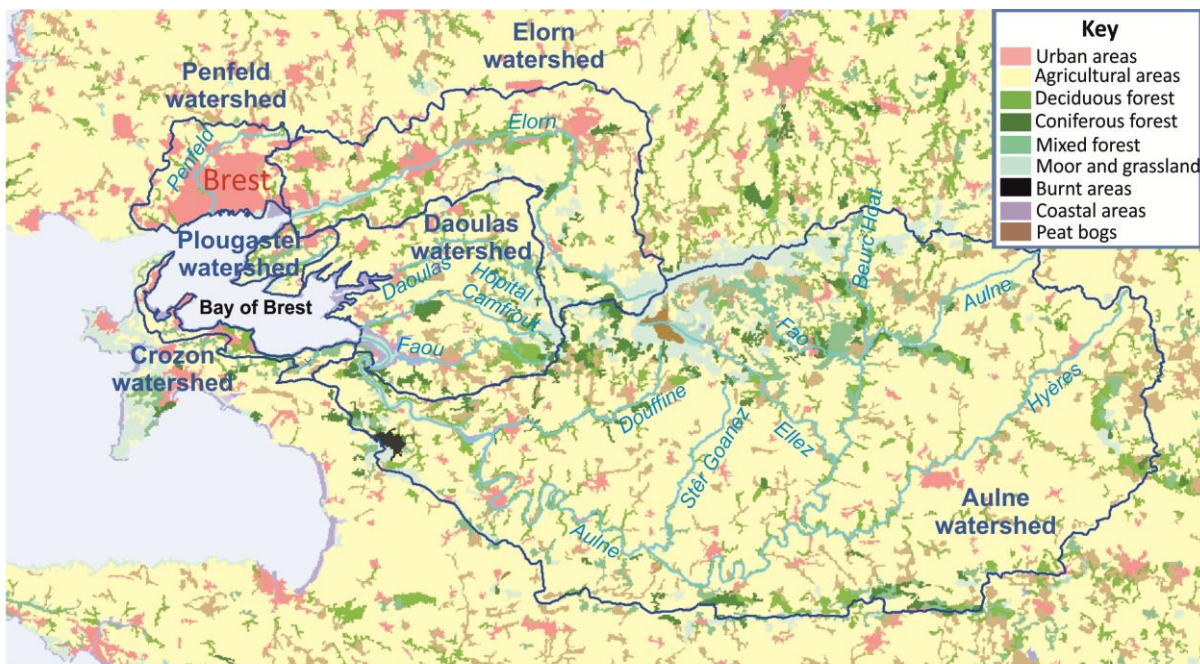 Key
Urban areas
Agricultural areas
Deciduous forest
Coniferous forest
Mixed forest
Moor and grassland
Burnt areas
Coastal areas
Peat bogs
Elorn
watershed
Penfeld
watershed
Elorn
Penfeld
Brest
Plougastel
watershed
Daoulas
watershed
Daoulas
Hôpital
Camfrout
Bay of Brest
Faou
Crozon
watershed
Beurc'Hoat
Aulne
Fao
Hyères
Douffine
Ellez
Stêr Goanez
Aulne
Aulne
watershed